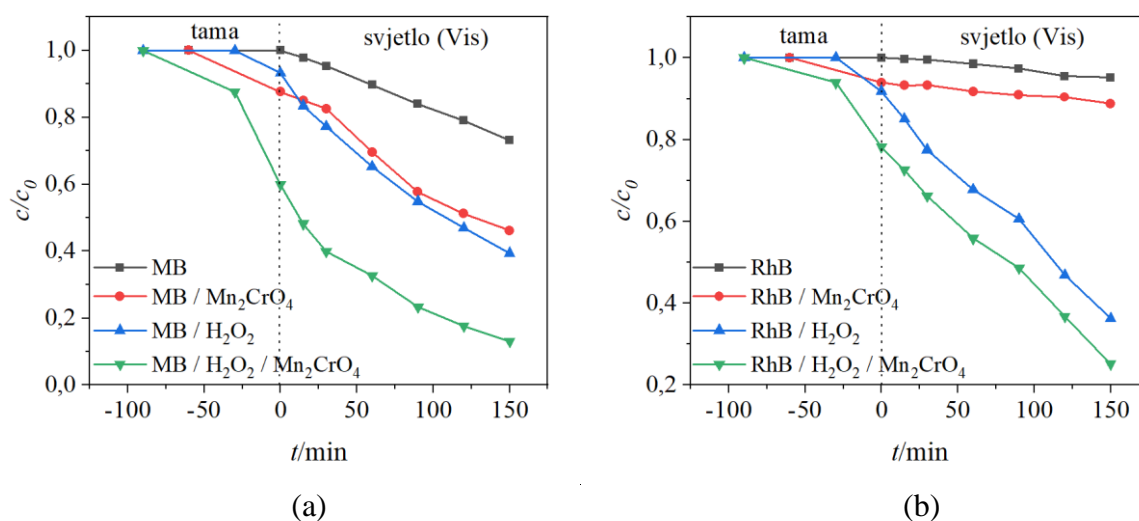 tama
svjetlo (Vis)
1,0
0,8
0,6
0,4
0,2
0,0
c/c₀
MB
MB / Mn₂CrO₄
MB / H₂O₂
MB / H₂O₂ / Mn₂CrO₄
-100
-50
0
50
100
150
t/min
(a)
tama
svjetlo (Vis)
1,0
0,8
0,6
0,4
0,2
c/c₀
RhB
RhB / Mn₂CrO₄
RhB / H₂O₂
RhB / H₂O₂ / Mn₂CrO₄
-100
-50
0
50
100
150
t/min
(b)